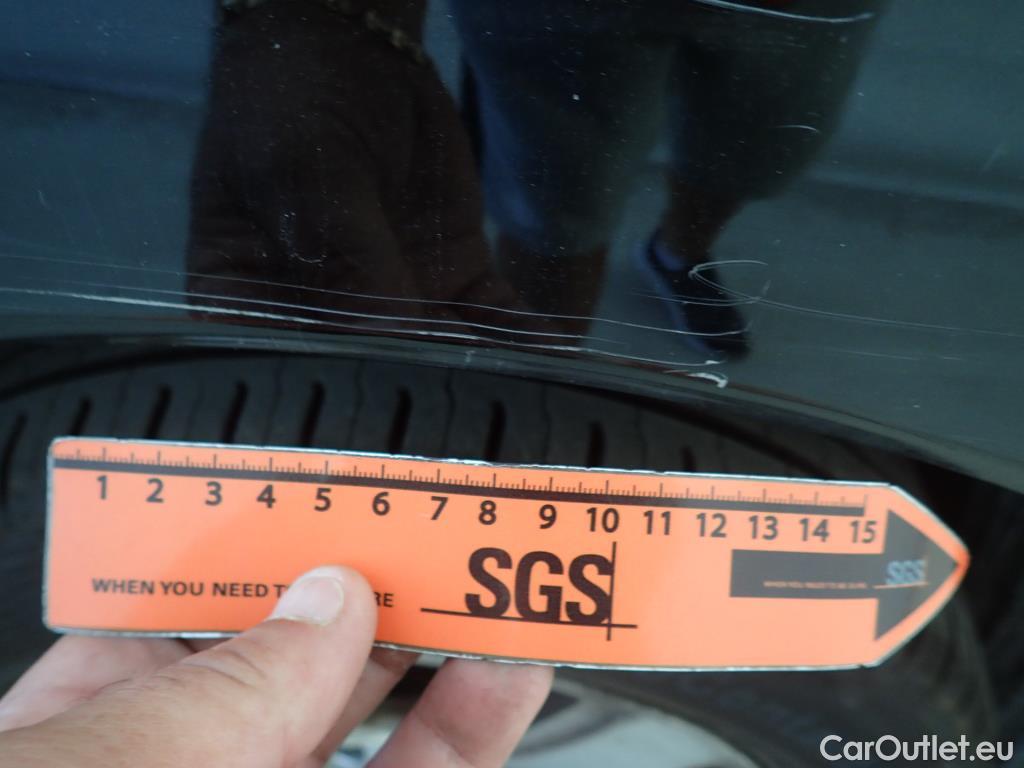 1 2 3 4 5 6 7 8 9 10 11 12 13 14 15
SGS
SGS
WHEN YOU NEED T RE
CarOutlet.eu